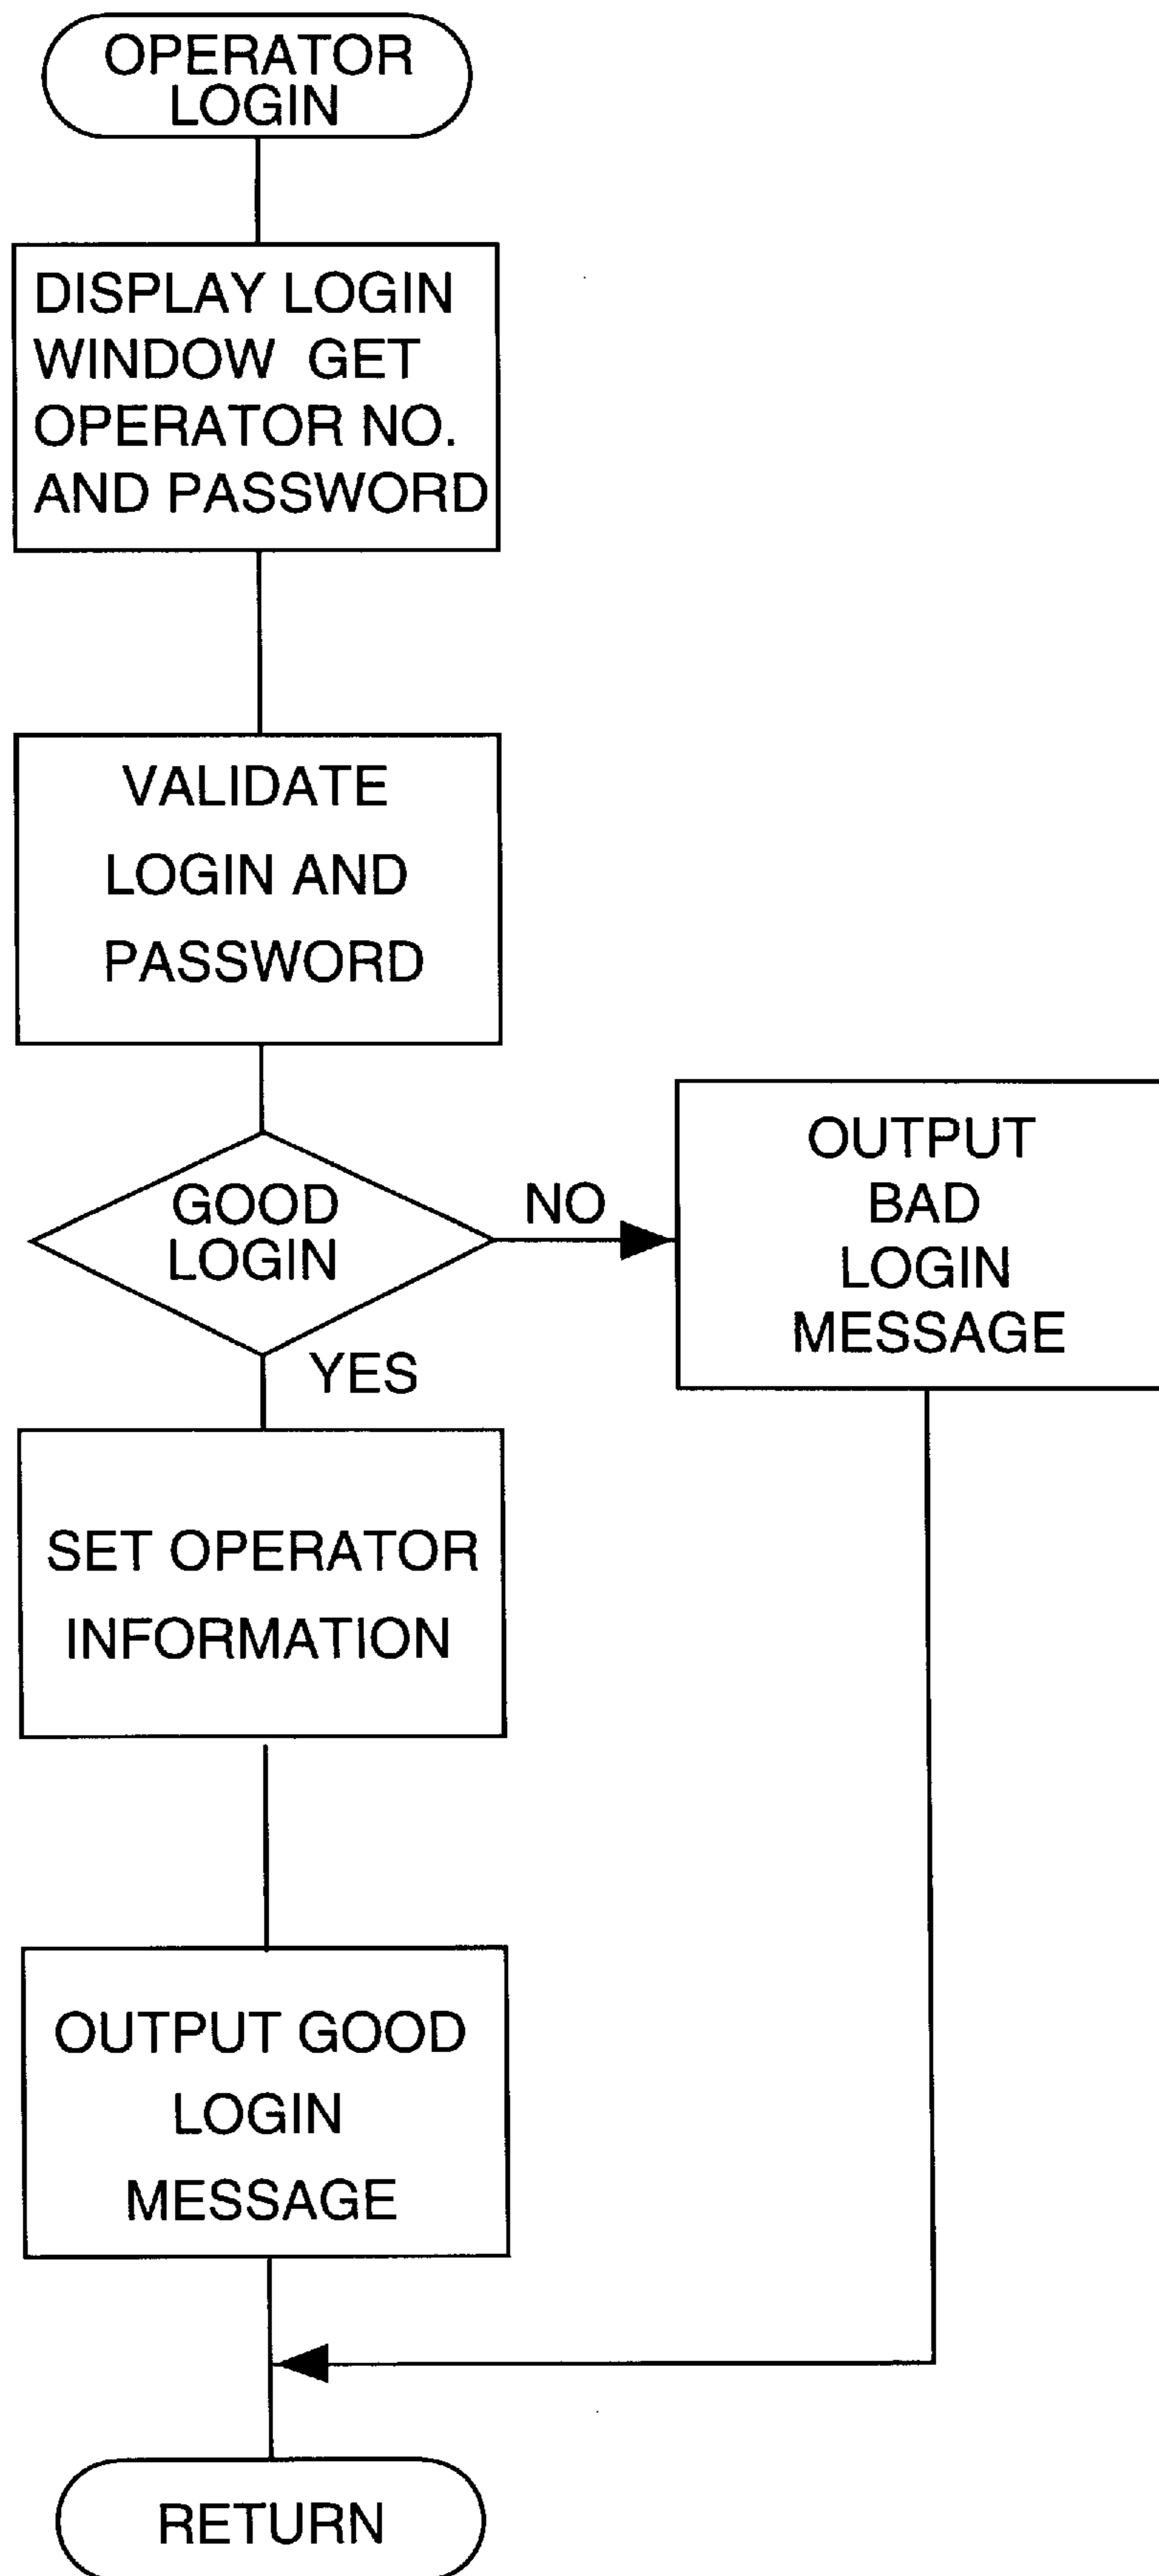 OPERATOR
LOGIN
DISPLAY LOGIN
WINDOW GET
OPERATOR NO.
AND PASSWORD
VALIDATE
LOGIN AND
PASSWORD
GOOD
LOGIN
NO
OUTPUT
BAD
LOGIN
MESSAGE
YES
SET OPERATOR
INFORMATION
OUTPUT GOOD
LOGIN
MESSAGE
RETURN